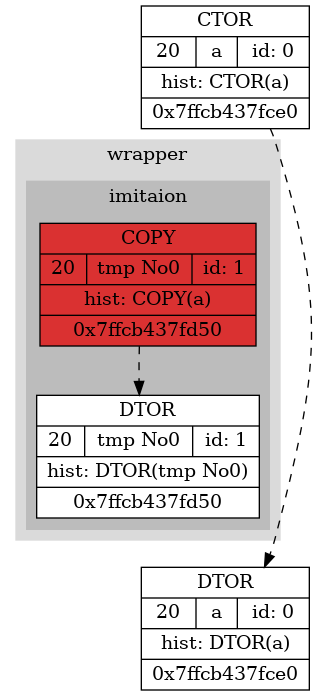 CTOR
20 a id: 0
hist: CTOR(a)
0x7ffcb437fce0
wrapper
imitaion
COPY
20 tmp No0 id: 1
hist: COPY(a)
0x7ffcb437fd50
DTOR
20 tmp No0 id: 1
hist: DTOR(tmp No0)
0x7ffcb437fd50
DTOR
20 a id: 0
hist: DTOR(a)
0x7ffcb437fce0